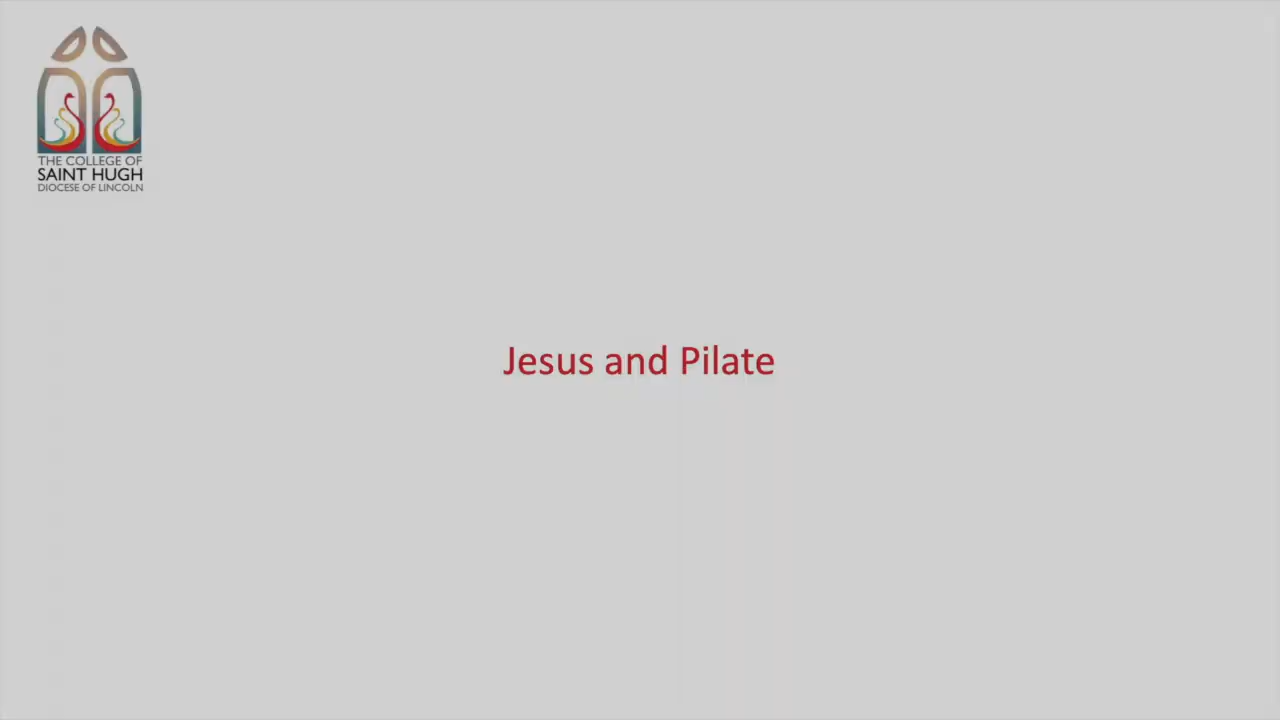 THE COLLEGE OF
SAINT HUGH
DIOCESE OF LINCOLN
Jesus and Pilate